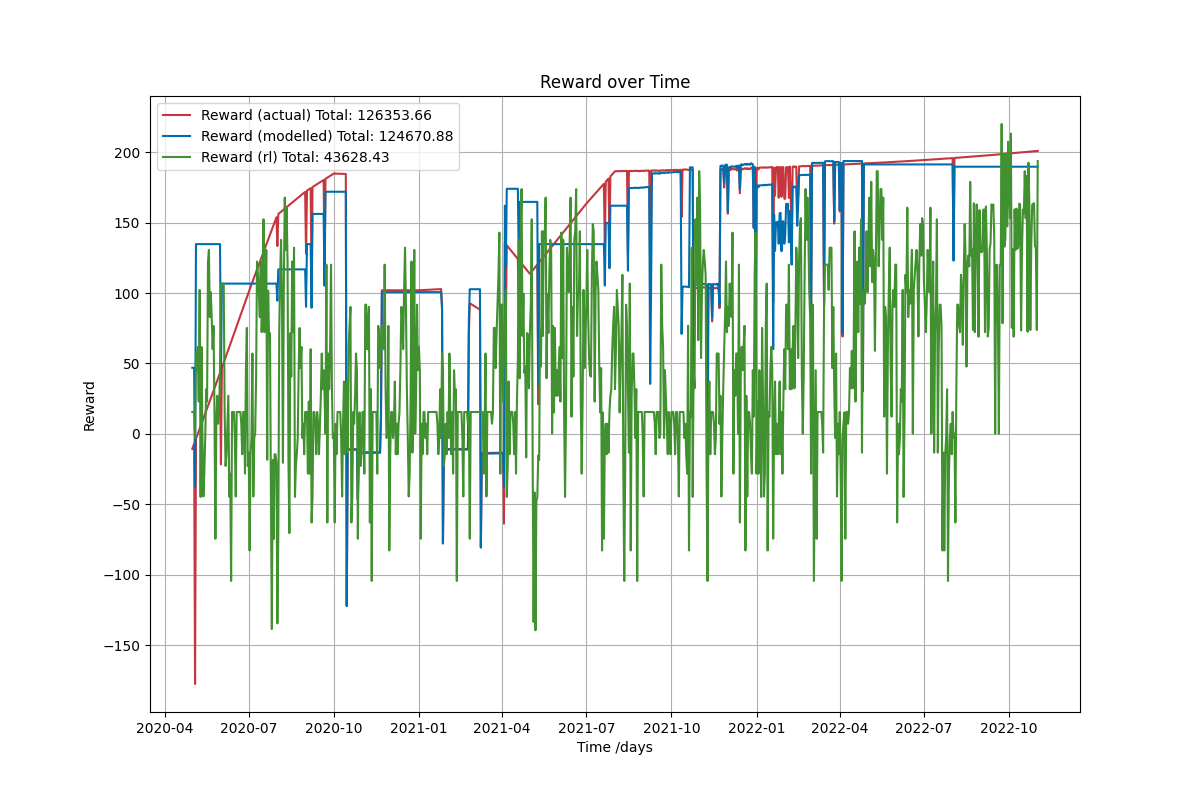 Reward over Time
Reward (actual) Total: 126353.66
Reward (modelled) Total: 124670.88
Reward (rl) Total: 43628.43
Reward
200
150
100
50
0
−50
−100
−150
2020-04 2020-07 2020-10 2021-01 2021-04 2021-07 2021-10 2022-01 2022-04 2022-07 2022-10
Time /days